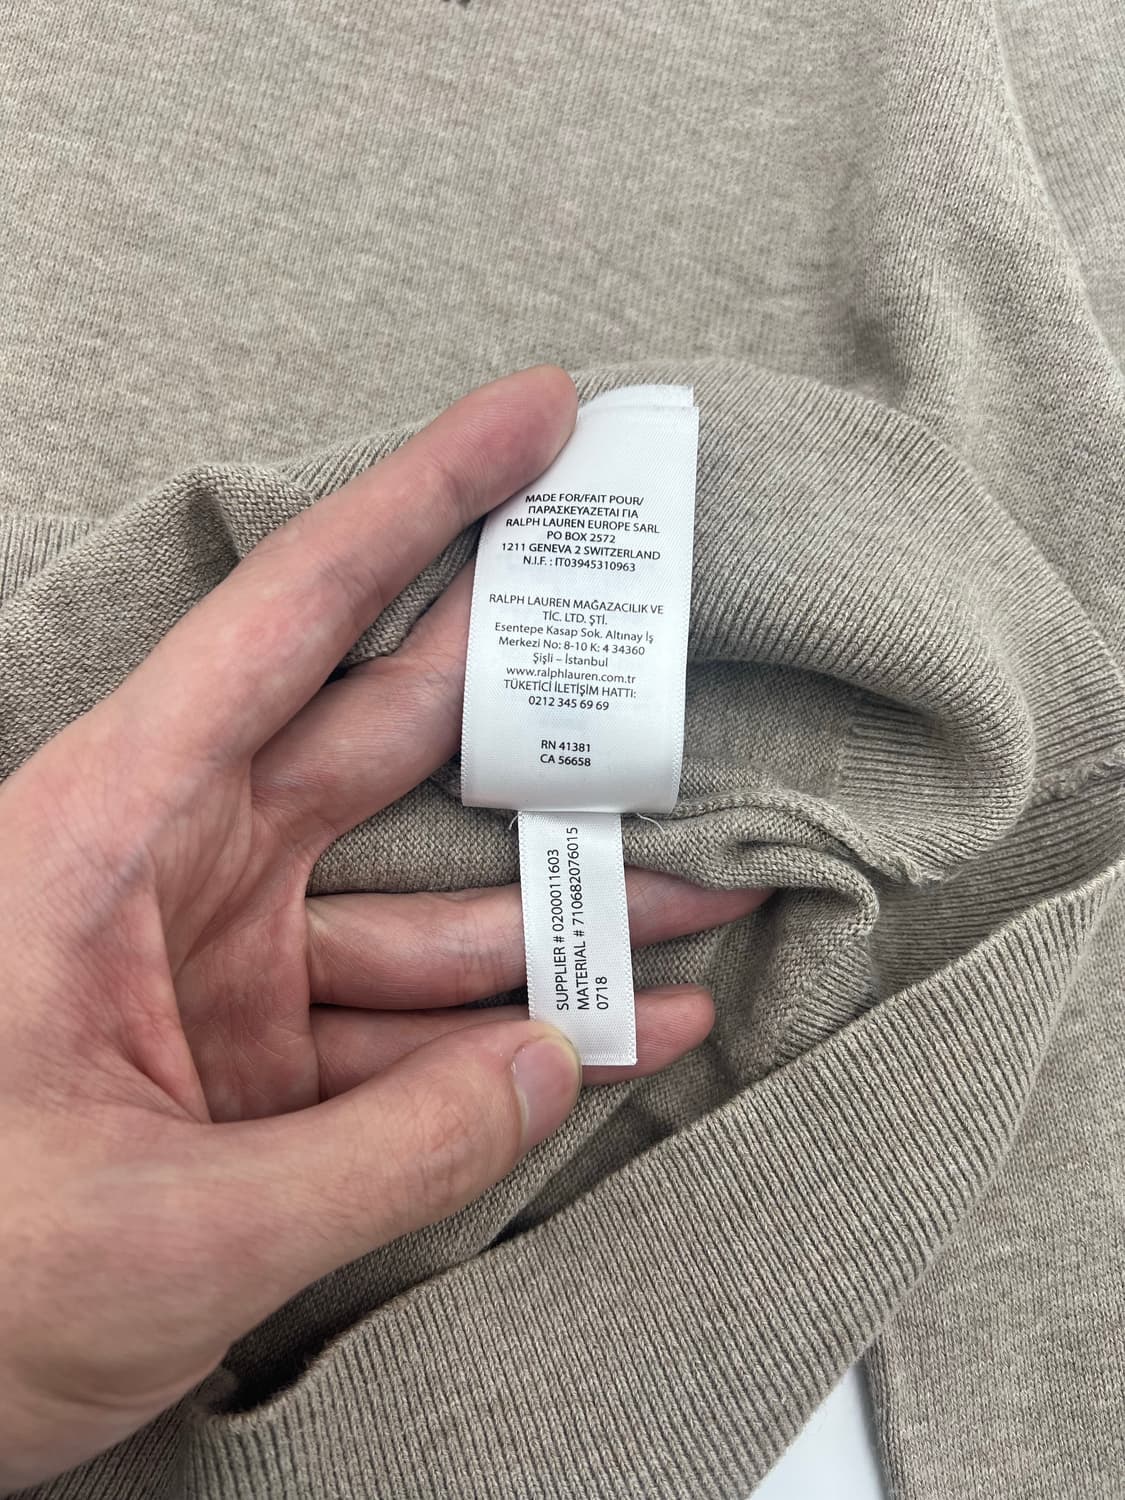 MADE FOR/FAIT POUR/
ΠΑΡΑΣΚΕΥΑΖΕΤΑΙ ΓΙΑ
RALPH LAUREN EUROPE SARL
PO BOX 2572
1211 GENEVA 2 SWITZERLAND
N.I.F. : IT03945310963
RALPH LAUREN MAĞAZACILIK VE
TİC. LTD. ŞTİ.
Esentepe Kasap Sok. Altınay İş
Merkezi No: 8-10 K: 4 34360
Şişli – İstanbul
www.ralphlauren.com.tr
TÜKETİCİ İLETİŞİM HATTI:
0212 345 69 69
RN 41381
CA 56658
SUPPLIER # 0200011603
MATERIAL # 710682076015
0718